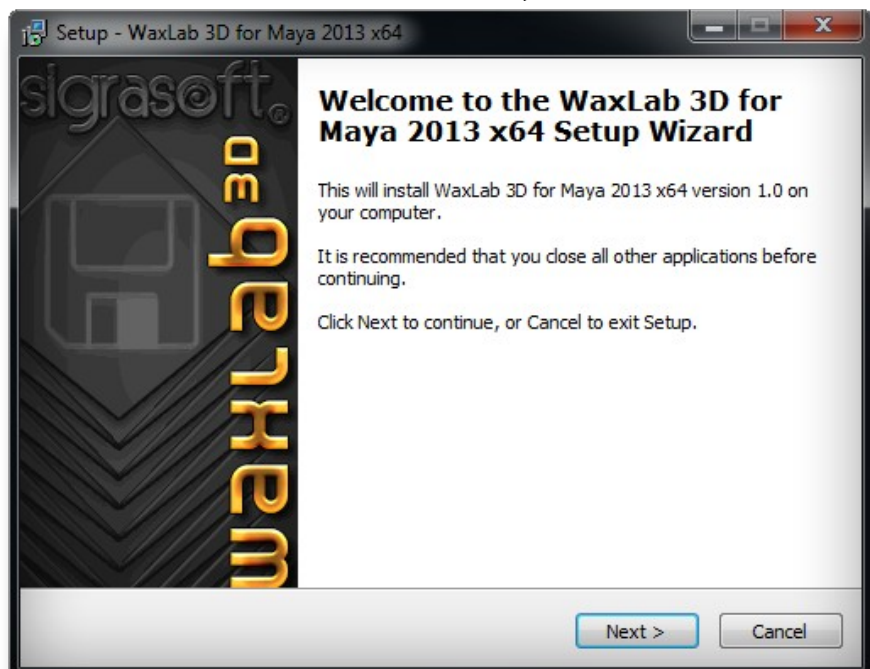 Setup - WaxLab 3D for Maya 2013 x64
sigrasoft®
waxLab 3D
Welcome to the WaxLab 3D for
Maya 2013 x64 Setup Wizard
This will install WaxLab 3D for Maya 2013 x64 version 1.0 on
your computer.
It is recommended that you close all other applications before
continuing.
Click Next to continue, or Cancel to exit Setup.
Next >
Cancel